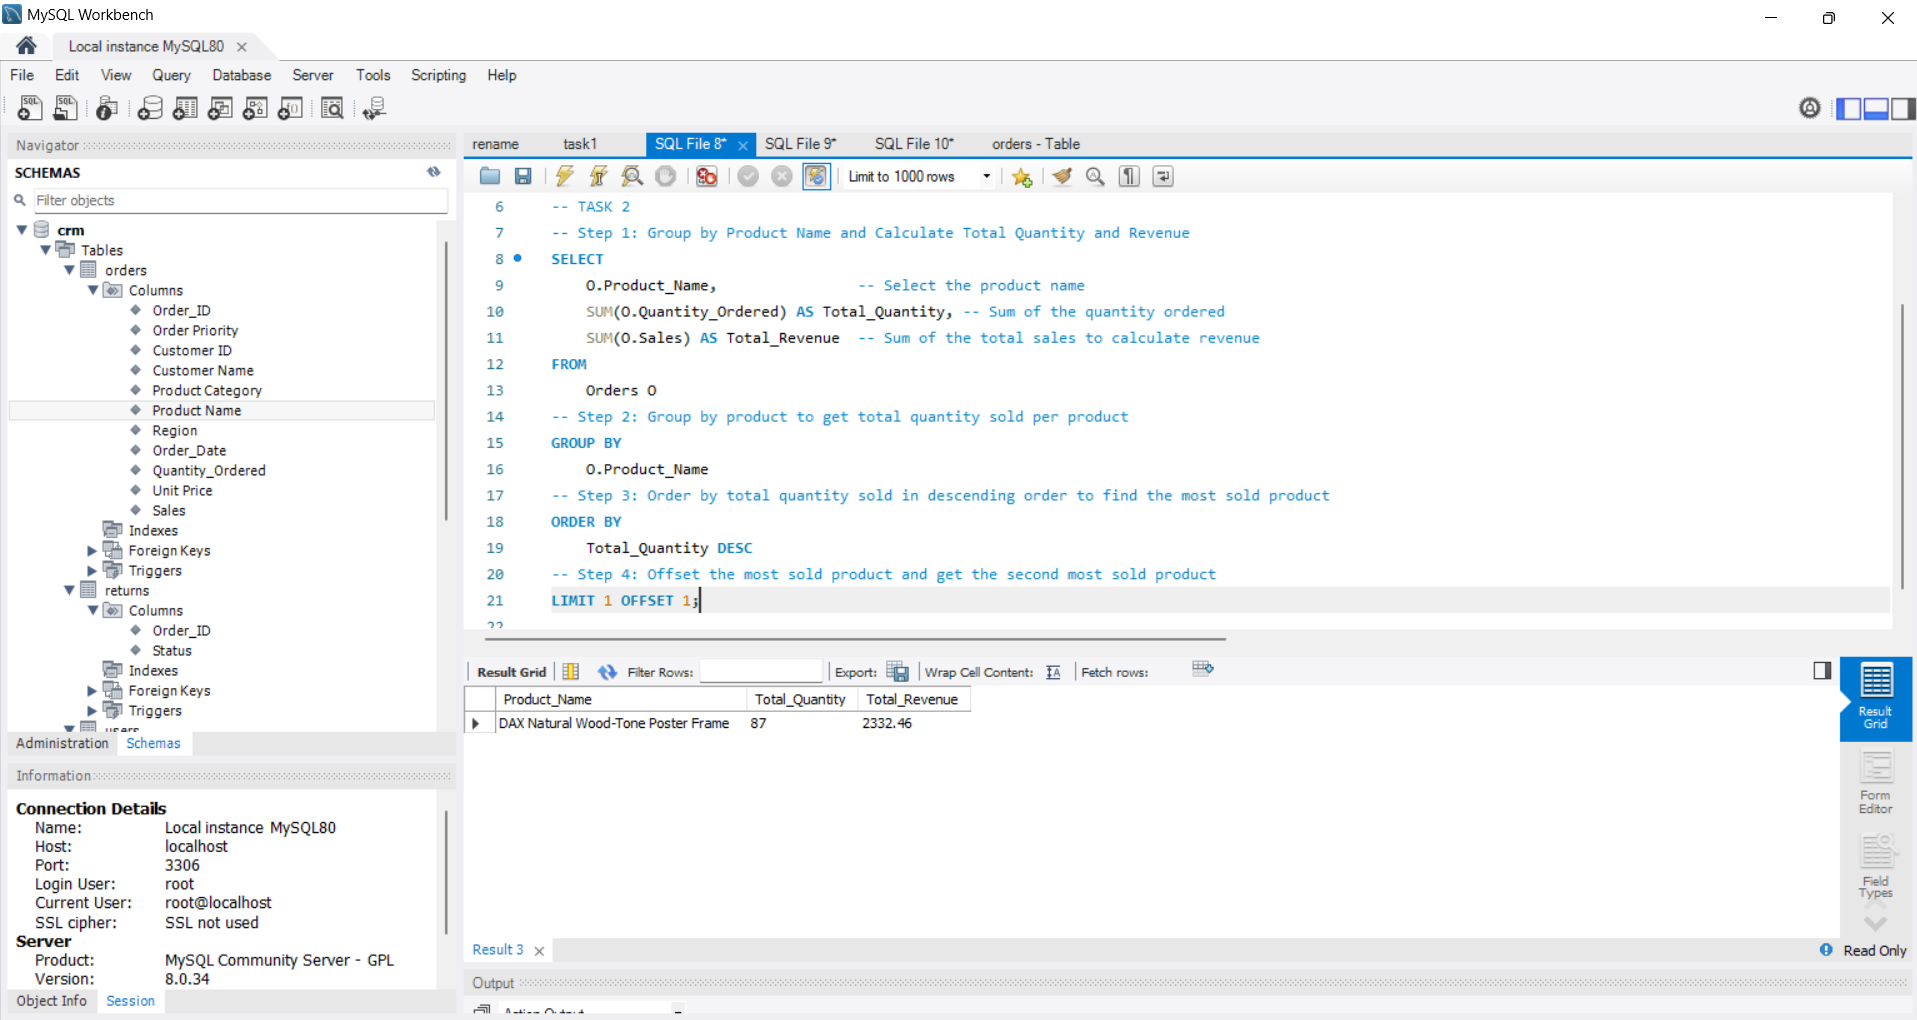 MySQL Workbench
Local instance MySQL80
File Edit View Query Database Server Tools Scripting Help
Navigator
SCHEMAS
Filter objects
crm
Tables
orders
Columns
Order_ID
Order Priority
Customer ID
Customer Name
Product Category
Product Name
Region
Order_Date
Quantity_Ordered
Unit Price
Sales
Indexes
Foreign Keys
Triggers
returns
Columns
Order_ID
Status
Indexes
Foreign Keys
Triggers
users
Administration Schemas
Information
Connection Details
Name: Local instance MySQL80
Host: localhost
Port: 3306
Login User: root
Current User: root@localhost
SSL cipher: SSL not used
Server
Product: MySQL Community Server - GPL
Version: 8.0.34
Object Info Session
rename task1 SQL File 8* SQL File 9* SQL File 10* orders - Table
Limit to 1000 rows
6 -- TASK 2
7 -- Step 1: Group by Product Name and Calculate Total Quantity and Revenue
8 SELECT
9 O.Product_Name, -- Select the product name
10 SUM(O.Quantity_Ordered) AS Total_Quantity, -- Sum of the quantity ordered
11 SUM(O.Sales) AS Total_Revenue -- Sum of the total sales to calculate revenue
12 FROM
13 Orders O
14 -- Step 2: Group by product to get total quantity sold per product
15 GROUP BY
16 O.Product_Name
17 -- Step 3: Order by total quantity sold in descending order to find the most sold product
18 ORDER BY
19 Total_Quantity DESC
20 -- Step 4: Offset the most sold product and get the second most sold product
21 LIMIT 1 OFFSET 1;
22
Result Grid Filter Rows: Export: Wrap Cell Content: Fetch rows:
Product_Name Total_Quantity Total_Revenue
DAX Natural Wood-Tone Poster Frame 87 2332.46
Result Grid
Form Editor
Field Types
Result 3
Read Only
Output
Action Output